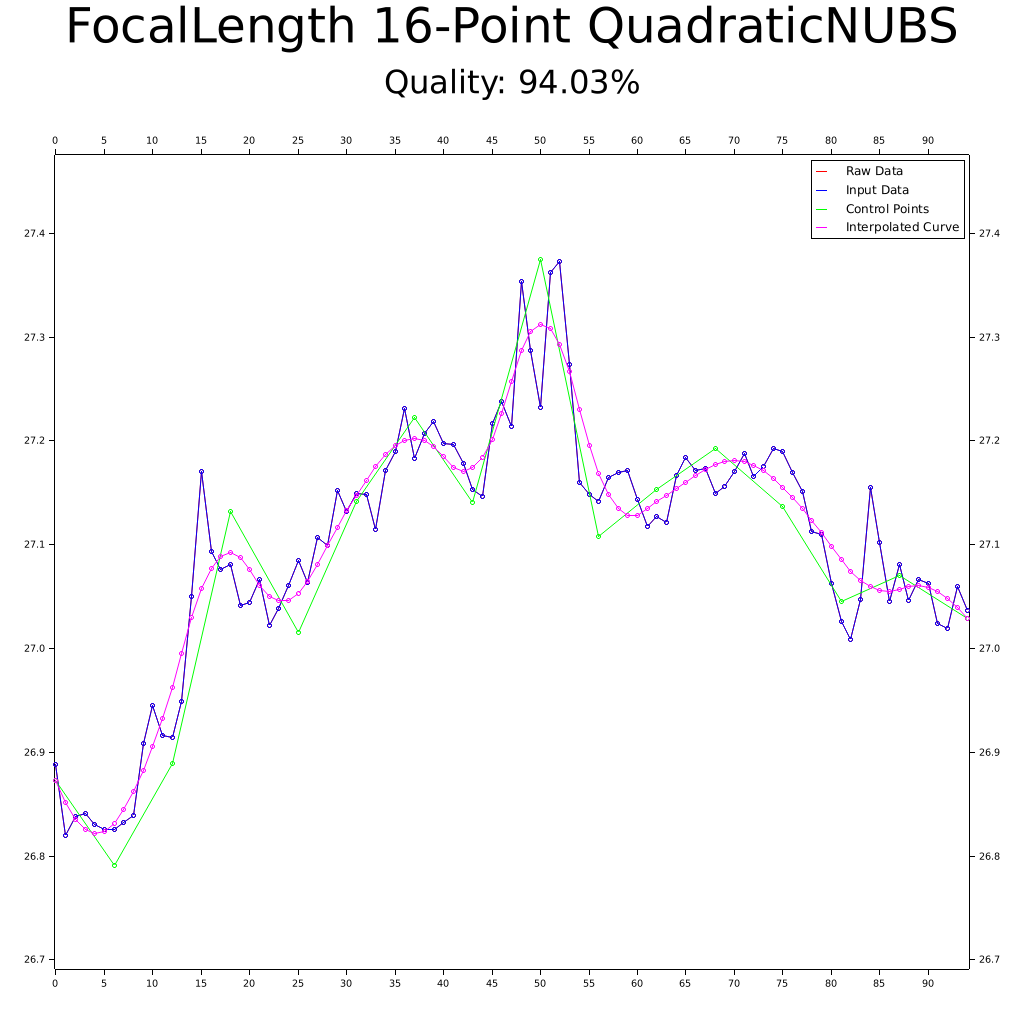 FocalLength 16-Point QuadraticNUBS
Quality: 94.03%
0 5 10 15 20 25 30 35 40 45 50 55 60 65 70 75 80 85 90
Raw Data
Input Data
Control Points
Interpolated Curve
27.4 27.4
27.3 27.3
27.2 27.2
27.1 27.1
27.0 27.0
26.9 26.9
26.8 26.8
26.7 26.7
0 5 10 15 20 25 30 35 40 45 50 55 60 65 70 75 80 85 90